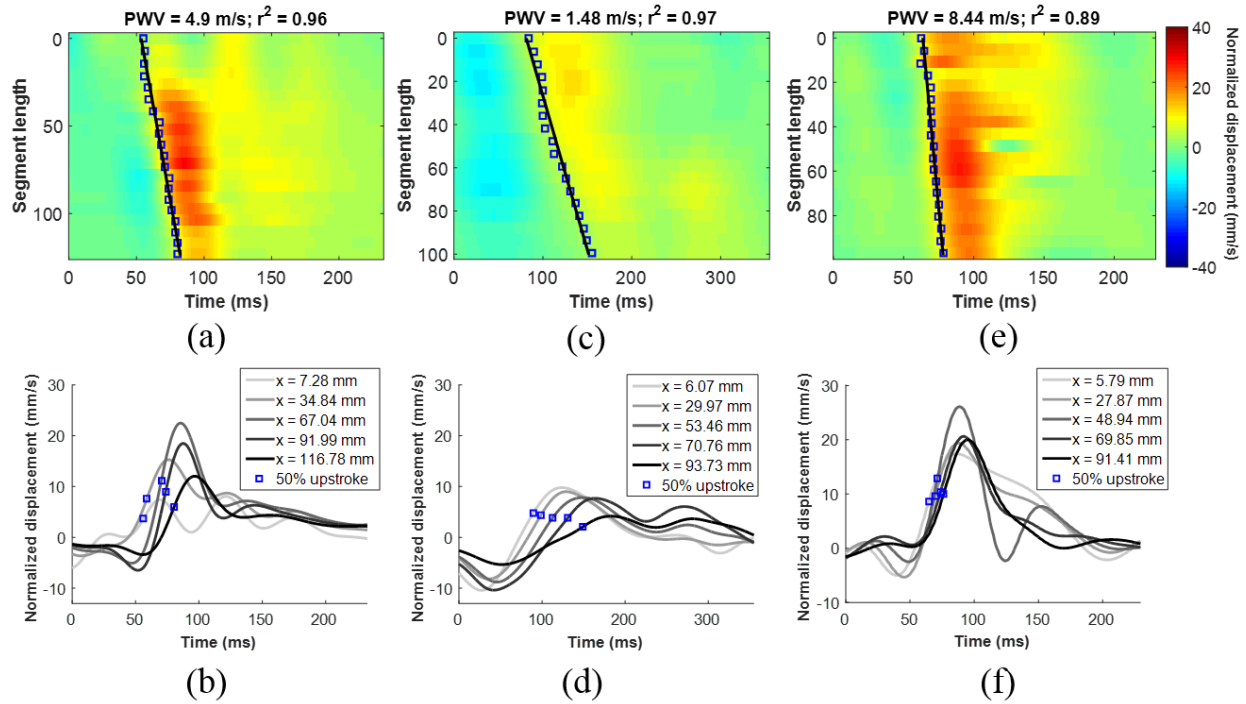 PWV = 4.9 m/s; r² = 0.96
Segment length
0
50
100
0 50 100 150 200
Time (ms)
(a)
PWV = 1.48 m/s; r² = 0.97
Segment length
0
20
40
60
80
100
0 100 200 300
Time (ms)
(c)
PWV = 8.44 m/s; r² = 0.89
Segment length
0
20
40
60
80
0 50 100 150 200
Time (ms)
(e)
40
20
0
-20
-40
Normalized displacement (mm/s)
Normalized displacement (mm/s)
30
20
10
0
-10
0 50 100 150 200
Time (ms)
x = 7.28 mm
x = 34.84 mm
x = 67.04 mm
x = 91.99 mm
x = 116.78 mm
50% upstroke
(b)
Normalized displacement (mm/s)
30
20
10
0
-10
0 100 200 300
Time (ms)
x = 6.07 mm
x = 29.97 mm
x = 53.46 mm
x = 70.76 mm
x = 93.73 mm
50% upstroke
(d)
Normalized displacement (mm/s)
30
20
10
0
-10
0 50 100 150 200
Time (ms)
x = 5.79 mm
x = 27.87 mm
x = 48.94 mm
x = 69.85 mm
x = 91.41 mm
50% upstroke
(f)